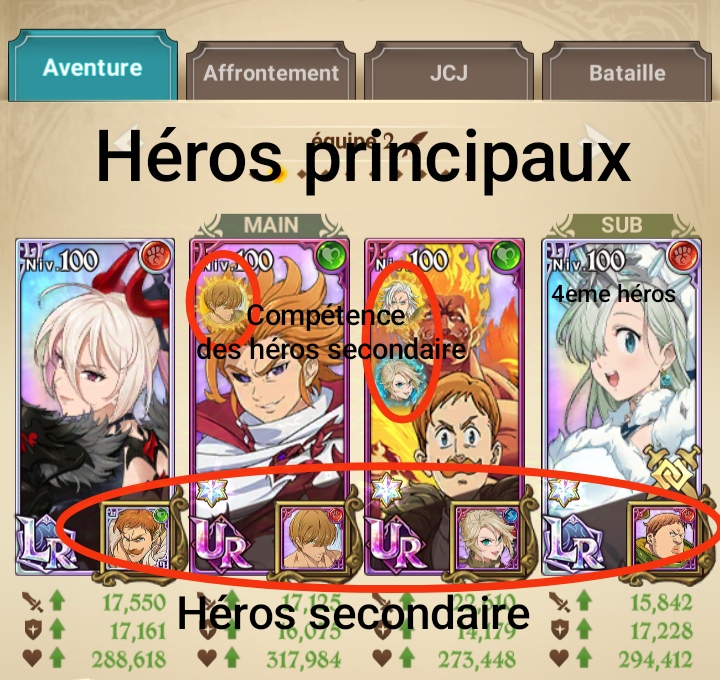 Aventure
Affrontement
JCJ
Bataille
équipe 2
Héros principaux
MAIN
SUB
Niv.100
Niv.100
Niv.100
Niv.100
4eme héros
Compétence
des héros secondaire
LR
UR
UR
LR
17,550
15,842
Héros secondaire
17,161
16,075
14,179
17,228
288,618
317,984
273,448
294,412